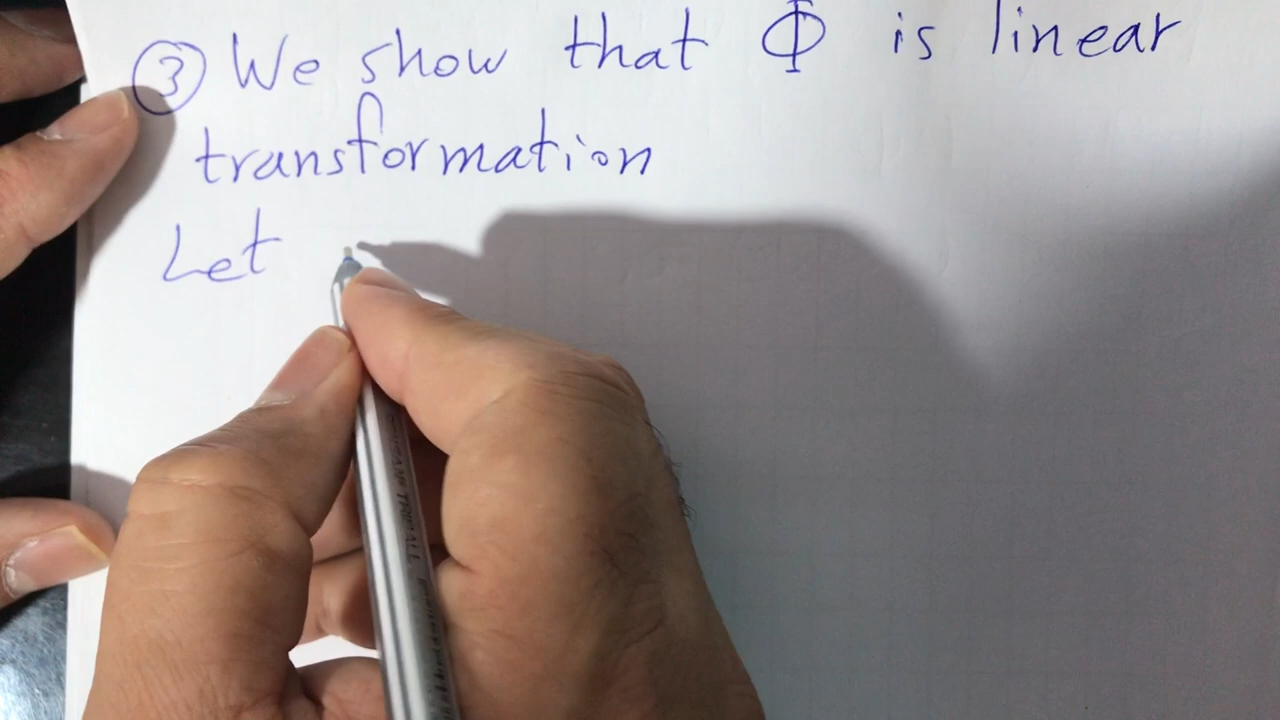 ③ We show that Φ is linear
transformation
Let